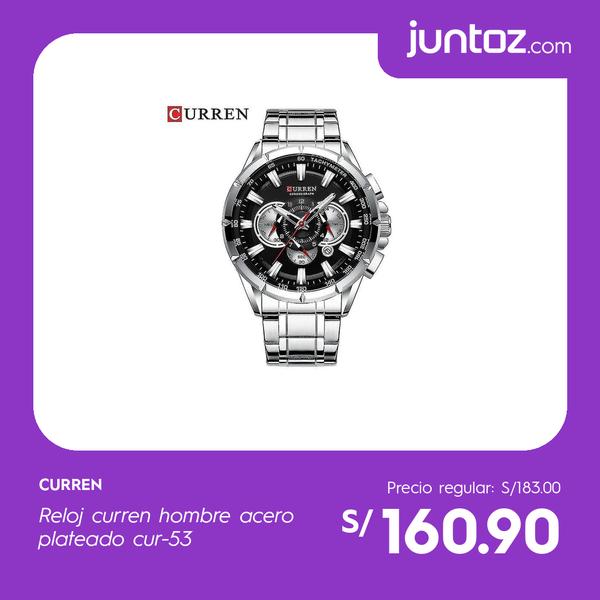 juntoz.com
CURREN
TACHYMETER
CURREN
CHRONOGRAPH
CURREN
Reloj curren hombre acero
plateado cur-53
Precio regular: S/183.00
S/160.90